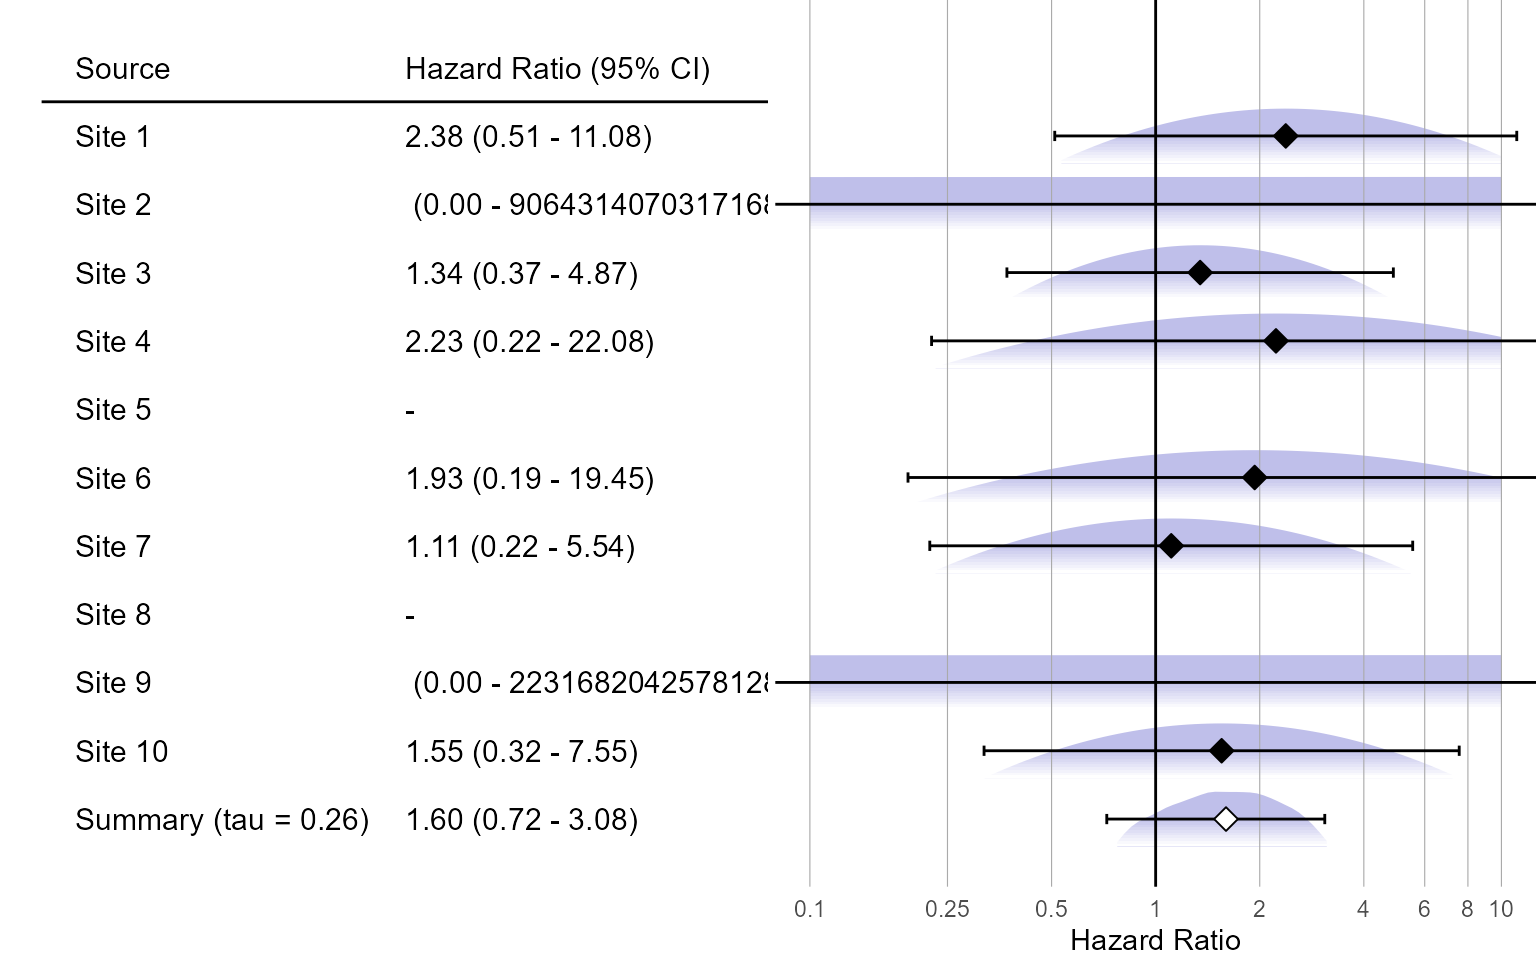 Source Hazard Ratio (95% CI)
Site 1 2.38 (0.51 - 11.08)
Site 2 (0.00 - 906431407031716
Site 3 1.34 (0.37 - 4.87)
Site 4 2.23 (0.22 - 22.08)
Site 5 -
Site 6 1.93 (0.19 - 19.45)
Site 7 1.11 (0.22 - 5.54)
Site 8 -
Site 9 (0.00 - 223168204257812
Site 10 1.55 (0.32 - 7.55)
Summary (tau = 0.26) 1.60 (0.72 - 3.08)
0.1 0.25 0.5 1 2 4 6 8 10
Hazard Ratio